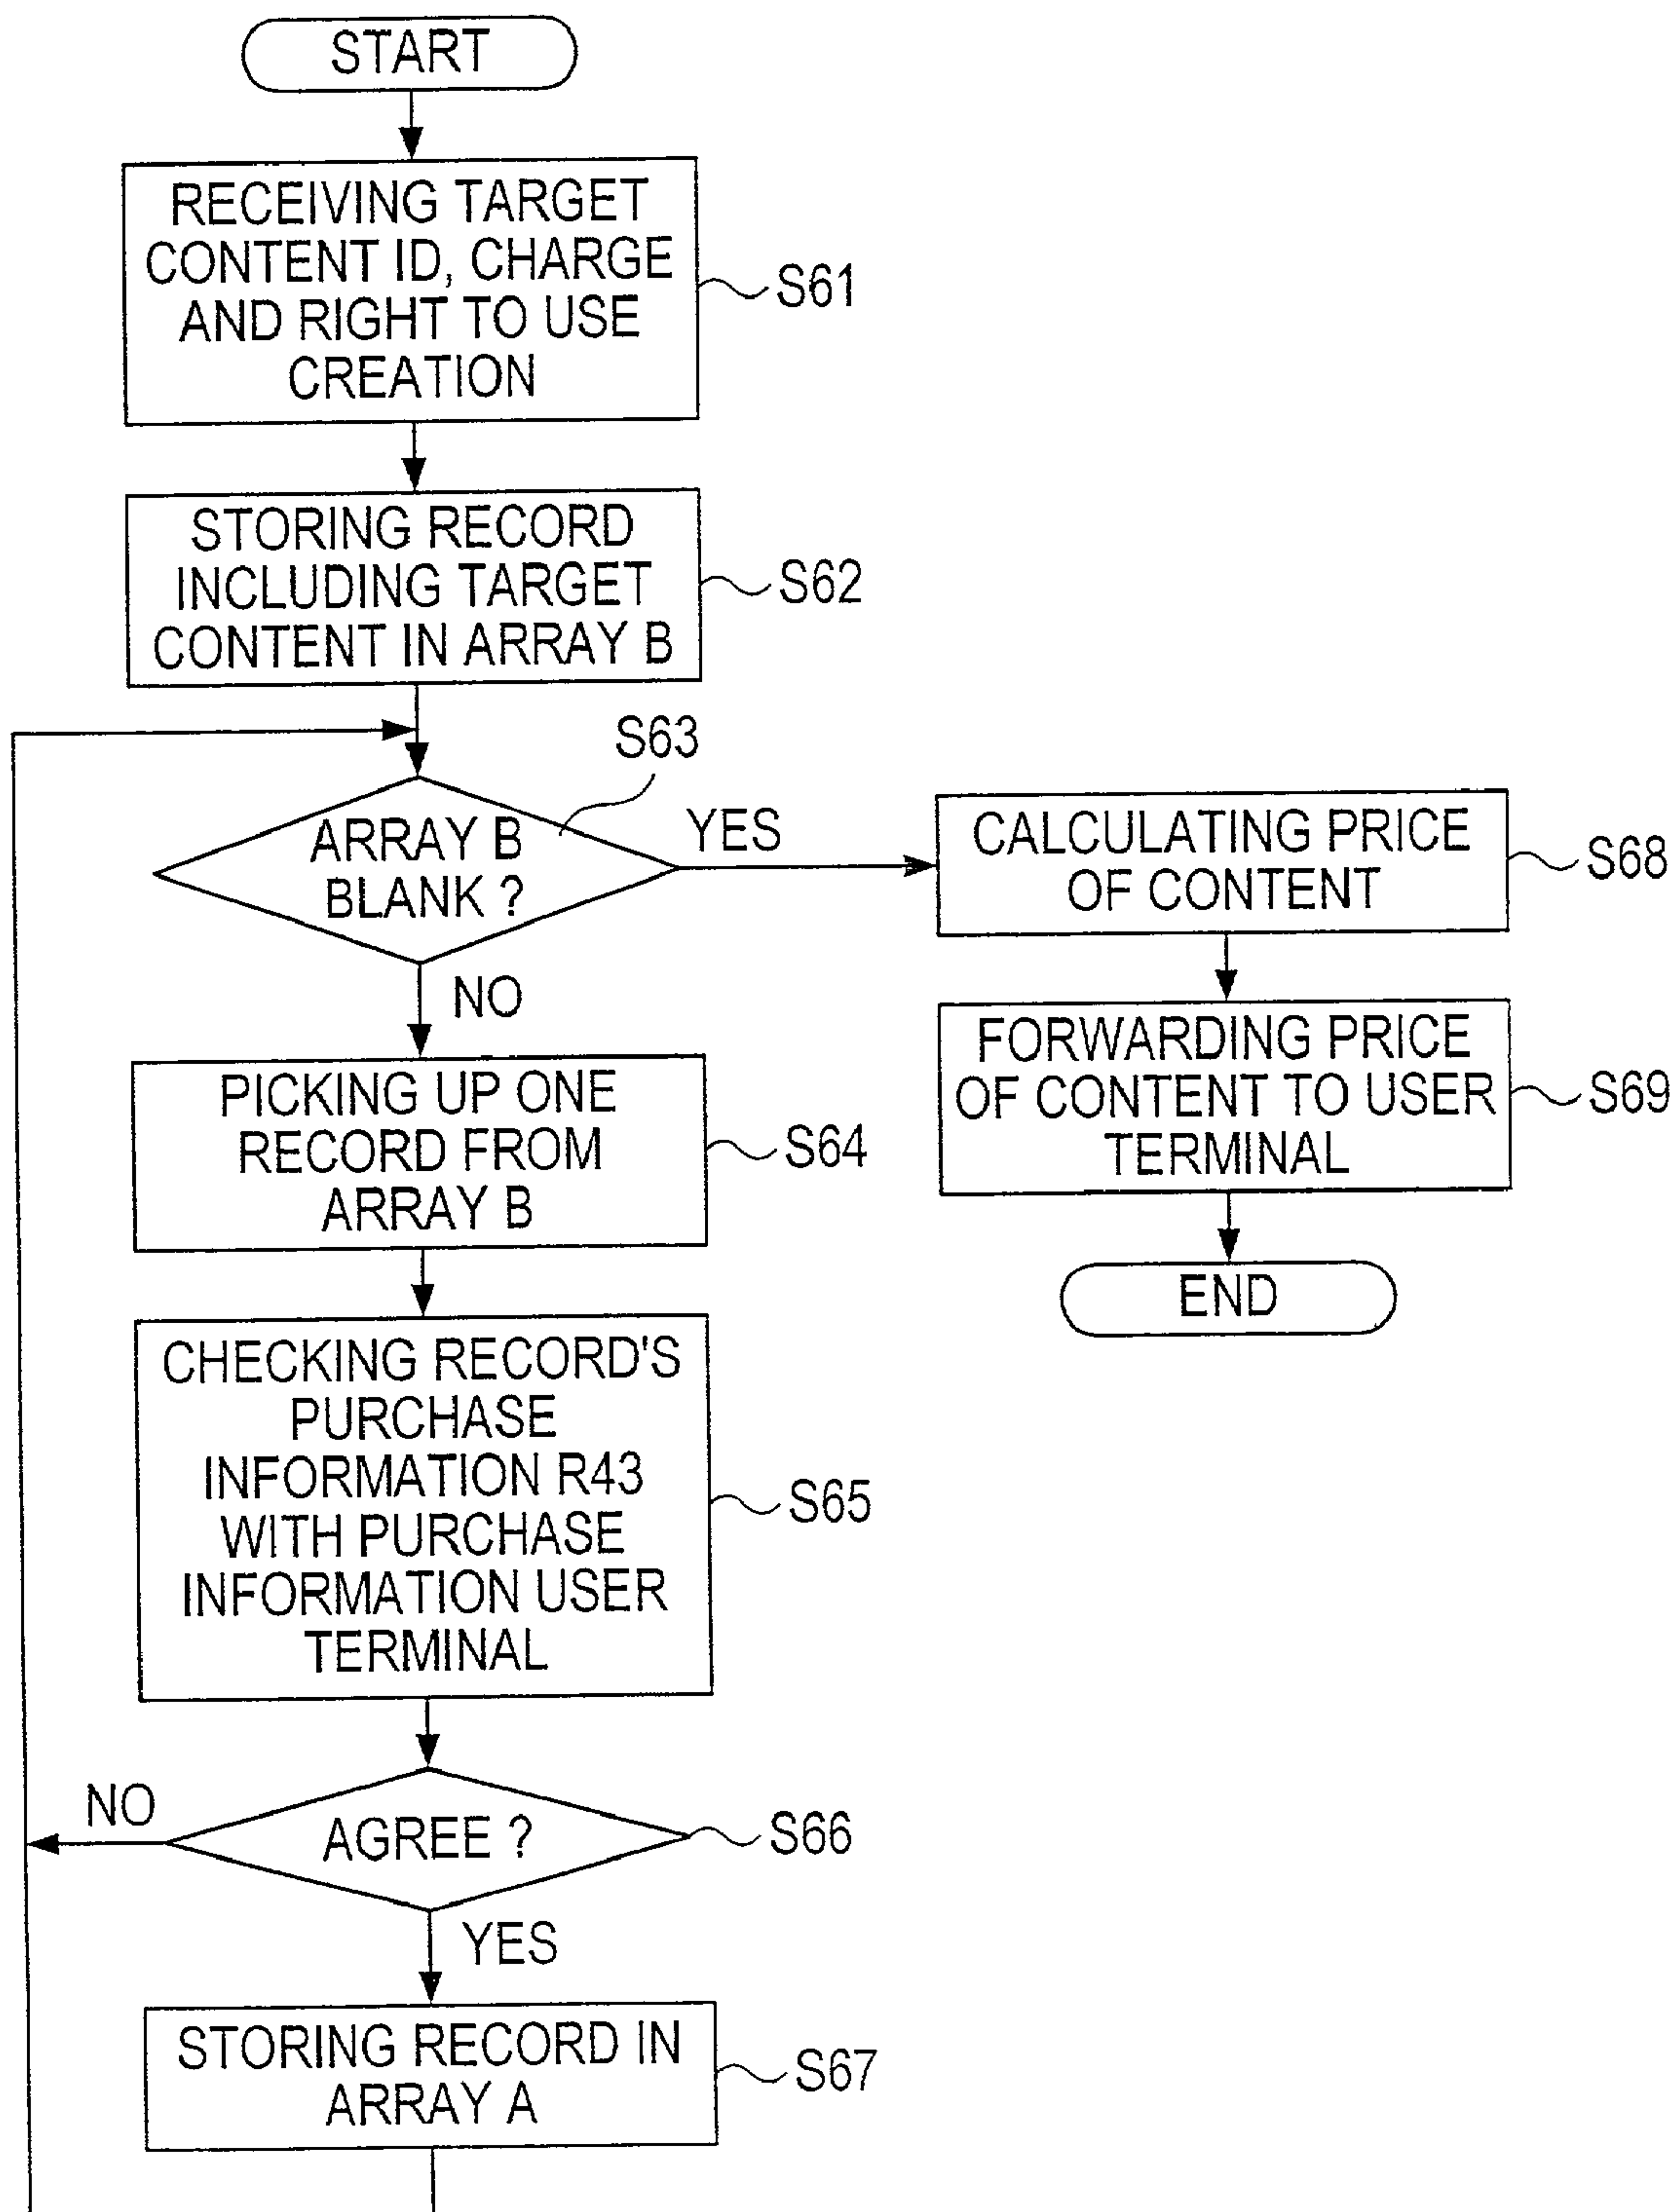 START
RECEIVING TARGET
CONTENT ID, CHARGE
AND RIGHT TO USE
CREATION
S61
STORING RECORD
INCLUDING TARGET
CONTENT IN ARRAY B
S62
S63
ARRAY B
BLANK ?
YES
NO
CALCULATING PRICE
OF CONTENT
S68
FORWARDING PRICE
OF CONTENT TO USER
TERMINAL
S69
END
PICKING UP ONE
RECORD FROM
ARRAY B
S64
CHECKING RECORD'S
PURCHASE
INFORMATION R43
WITH PURCHASE
INFORMATION USER
TERMINAL
S65
NO
AGREE ?
S66
YES
STORING RECORD IN
ARRAY A
S67